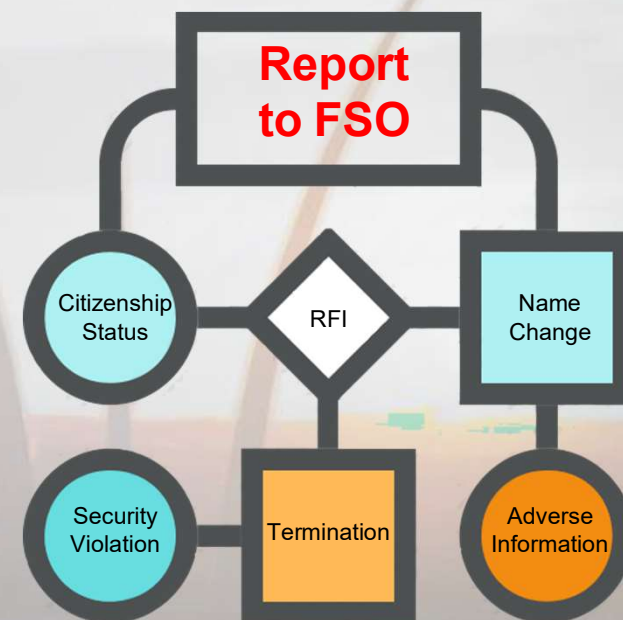 Report
to FSO
Citizenship
Status
RFI
Name
Change
Security
Violation
Termination
Adverse
Information